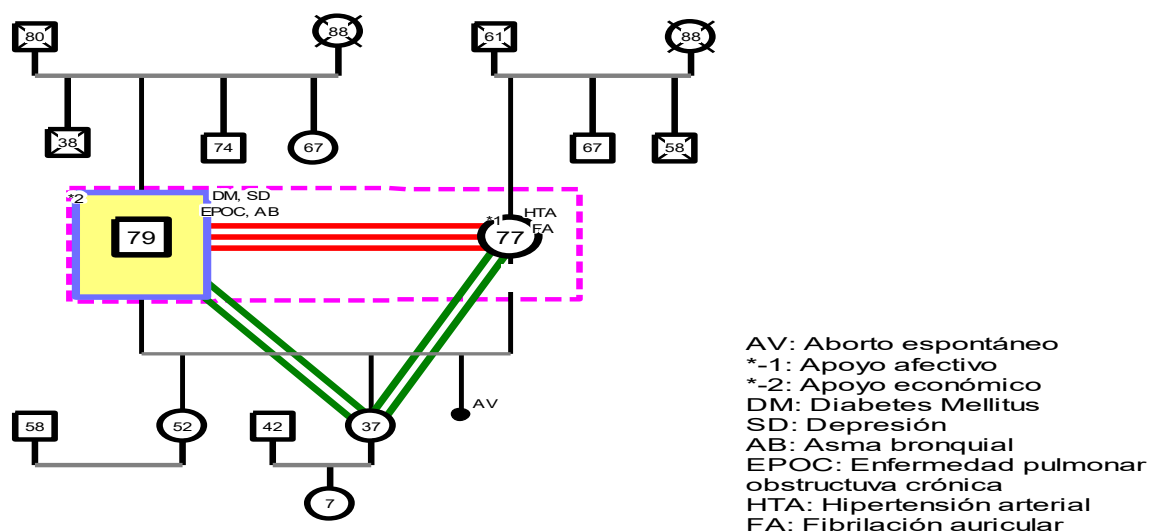 80
88
61
88
38
74
67
67
58
*2
DM, SD
EPOC, AB
*1
HTA
FA
79
77
58
52
42
37
AV
7
AV: Aborto espontáneo
*-1: Apoyo afectivo
*-2: Apoyo económico
DM: Diabetes Mellitus
SD: Depresión
AB: Asma bronquial
EPOC: Enfermedad pulmonar
obstructuva crónica
HTA: Hipertensión arterial
FA: Fibrilación auricular